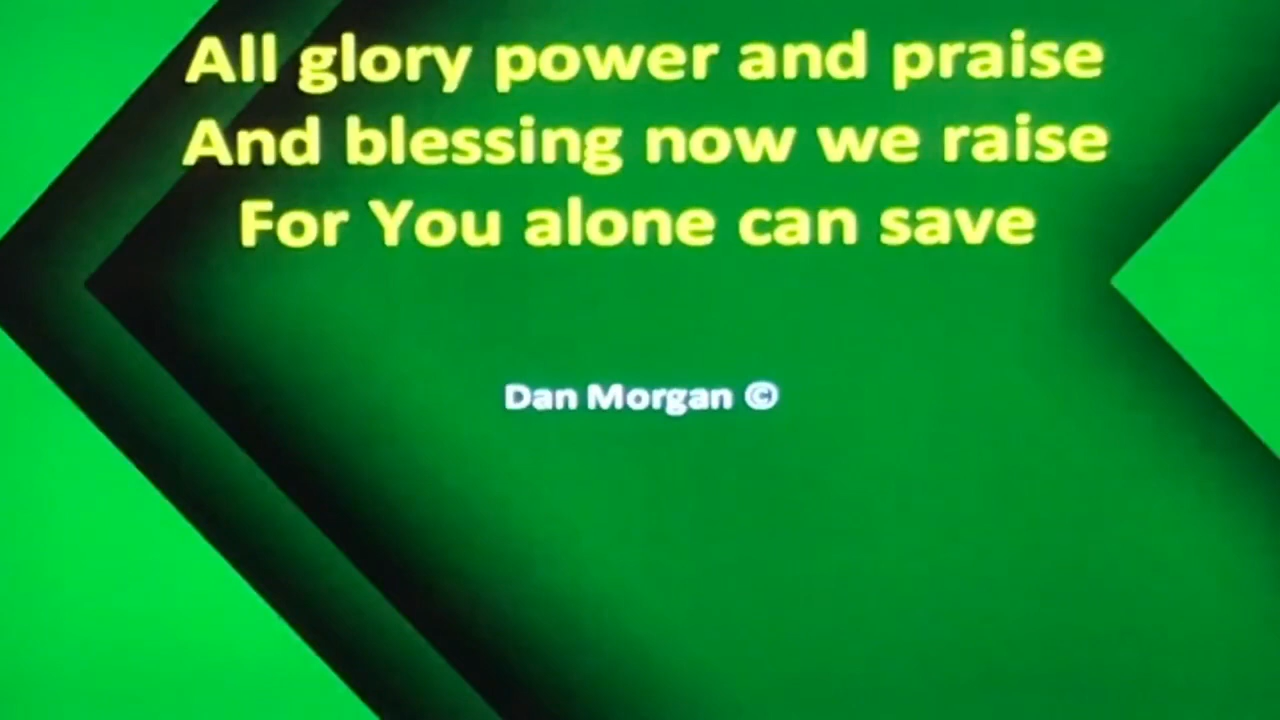 All glory power and praise
And blessing now we raise
For You alone can save
Dan Morgan ©